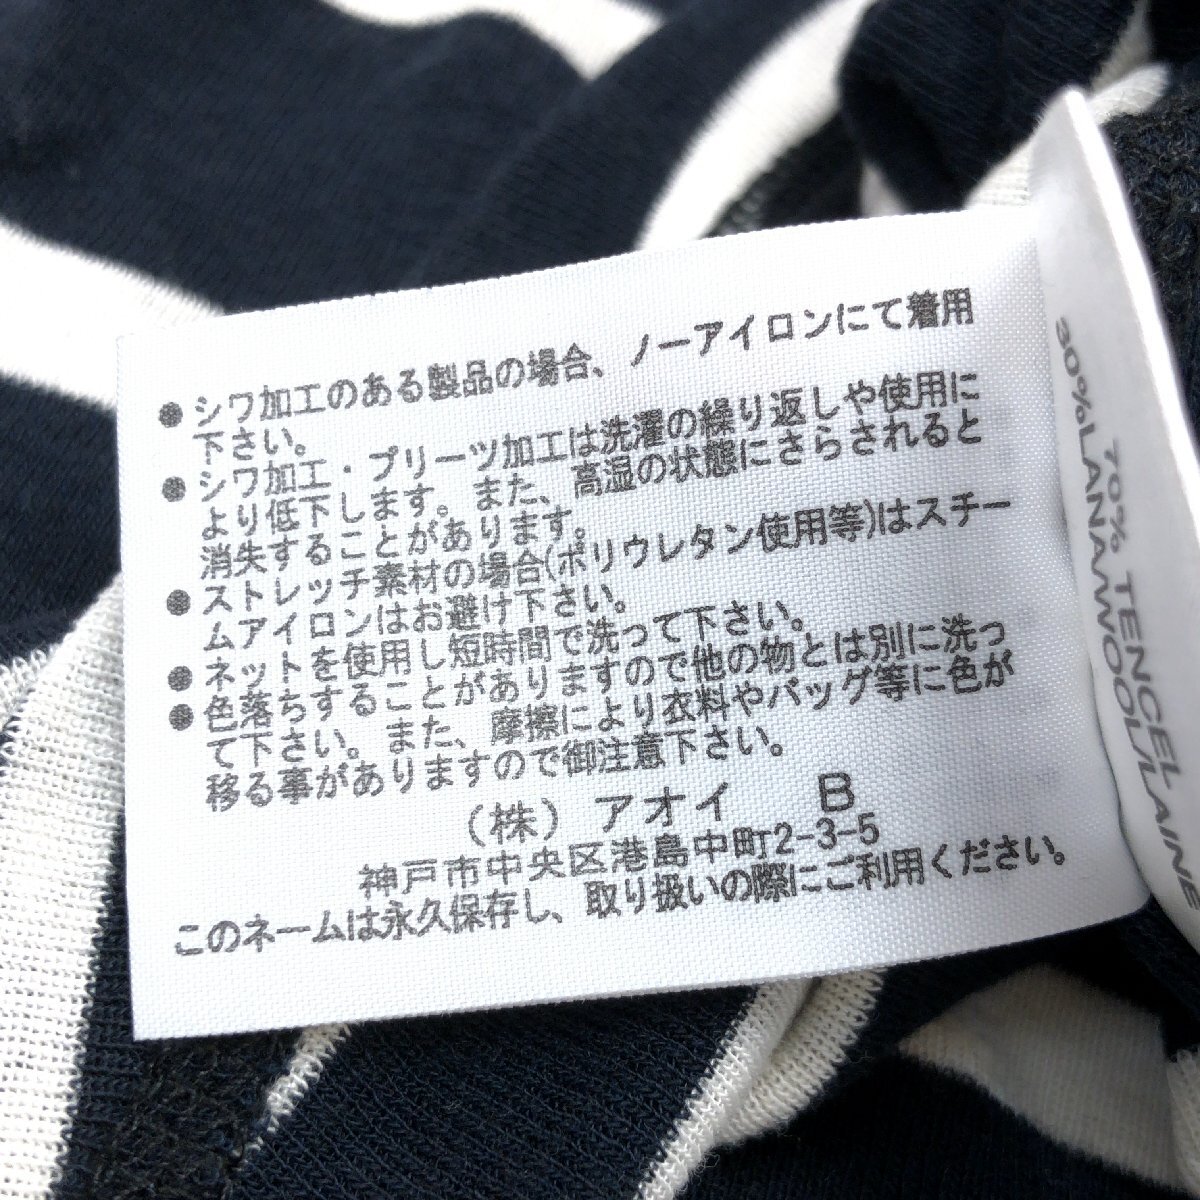 ● シワ加工のある製品の場合、ノーアイロンにて着用
下さい。
● シワ加工・プリーツ加工は洗濯の繰り返しや使用に
より低下します。また、高温の状態にさらされると
消失することがあります。
● ストレッチ素材の場合(ポリウレタン使用等)はスチー
ムアイロンはお避け下さい。
● ネットを使用し短時間で洗って下さい。
● 色落ちすることがありますので他の物とは別に洗っ
て下さい。また、摩擦により衣料やバッグ等に色が
移る事がありますので御注意下さい。
(株) アオイ B
神戸市中央区港島中町2-3-5
このネームは永久保存し、取り扱いの際にご利用ください。
70% TENCEL
30%LANAWOOL/LAINE